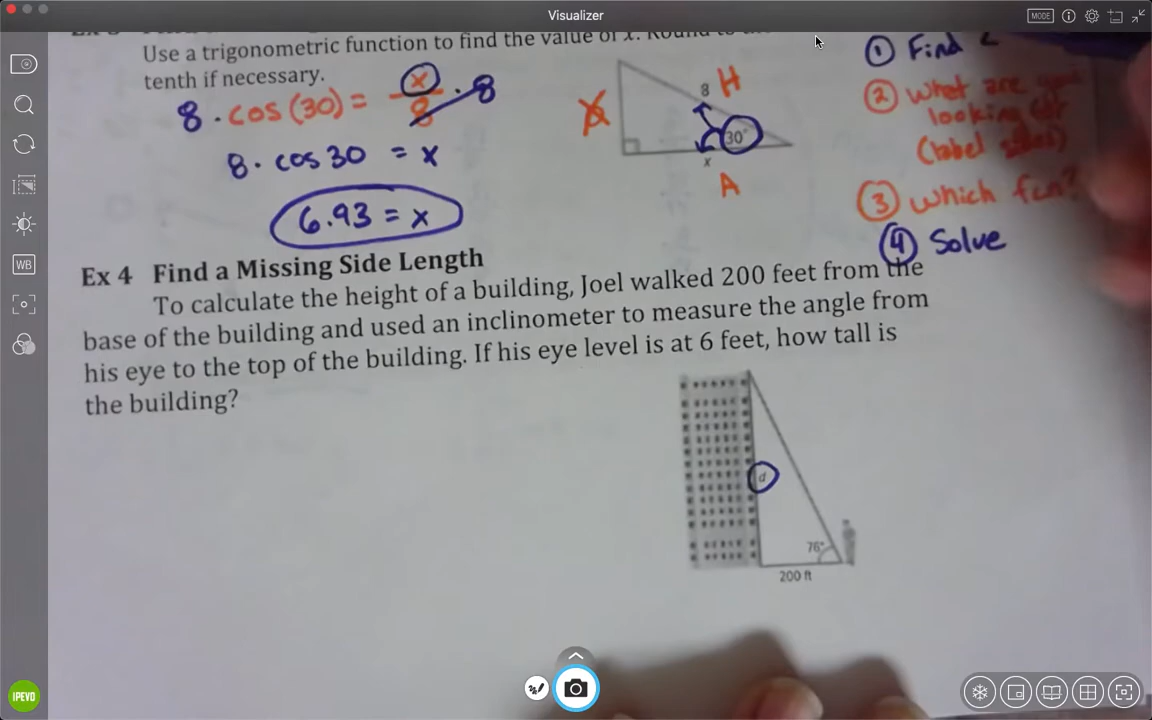 Visualizer
MODE
Use a trigonometric function to find the value of x. Round to the
tenth if necessary.
8 · cos(30) = x/8 · 8
8 · cos 30 = x
6.93 = x
8 H
30°
x
A
① Find
② What are you
looking for
(label sides)
③ which fcn?
④ Solve
Ex 4 Find a Missing Side Length
To calculate the height of a building, Joel walked 200 feet from the
base of the building and used an inclinometer to measure the angle from
his eye to the top of the building. If his eye level is at 6 feet, how tall is
the building?
d
76°
200 ft
WB
IPEVO